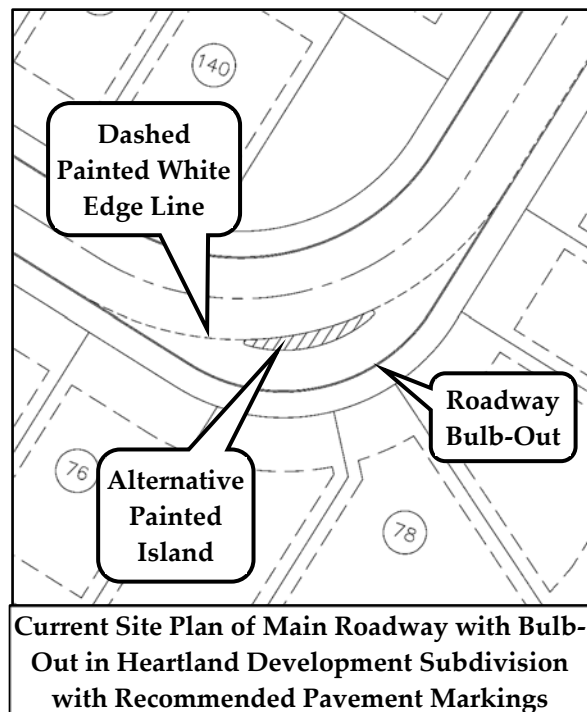 140
Dashed
Painted White
Edge Line
Roadway
Bulb-Out
76
Alternative
Painted
Island
78
Current Site Plan of Main Roadway with Bulb-
Out in Heartland Development Subdivision
with Recommended Pavement Markings